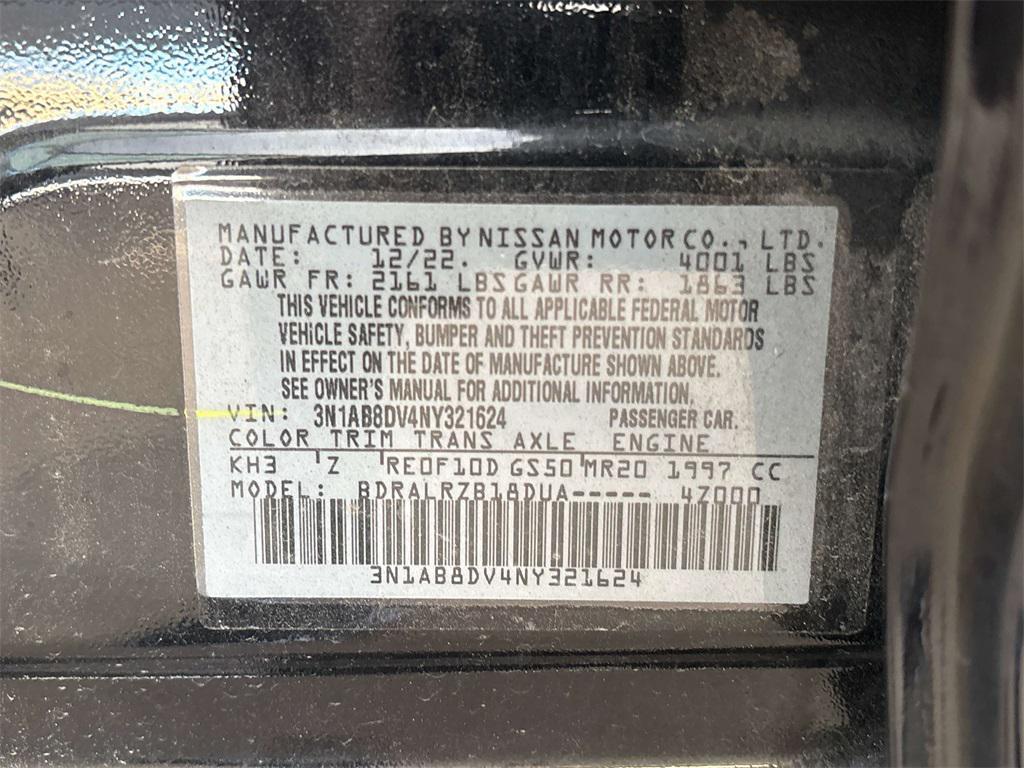 MANUFACTURED BY NISSAN MOTOR CO., LTD.
DATE: 12/22. GVWR: 4001 LBS
GAWR FR: 2161 LBS GAWR RR: 1863 LBS
THIS VEHICLE CONFORMS TO ALL APPLICABLE FEDERAL MOTOR
VEHICLE SAFETY, BUMPER AND THEFT PREVENTION STANDARDS
IN EFFECT ON THE DATE OF MANUFACTURE SHOWN ABOVE.
SEE OWNER'S MANUAL FOR ADDITIONAL INFORMATION.
VIN: 3N1AB8DV4NY321624 PASSENGER CAR.
COLOR TRIM TRANS AXLE ENGINE
KH3 Z RE0F10D GS50 MR20 1997 CC
MODEL: BDRALRZB18DUA----- 4Z000
3N1AB8DV4NY321624